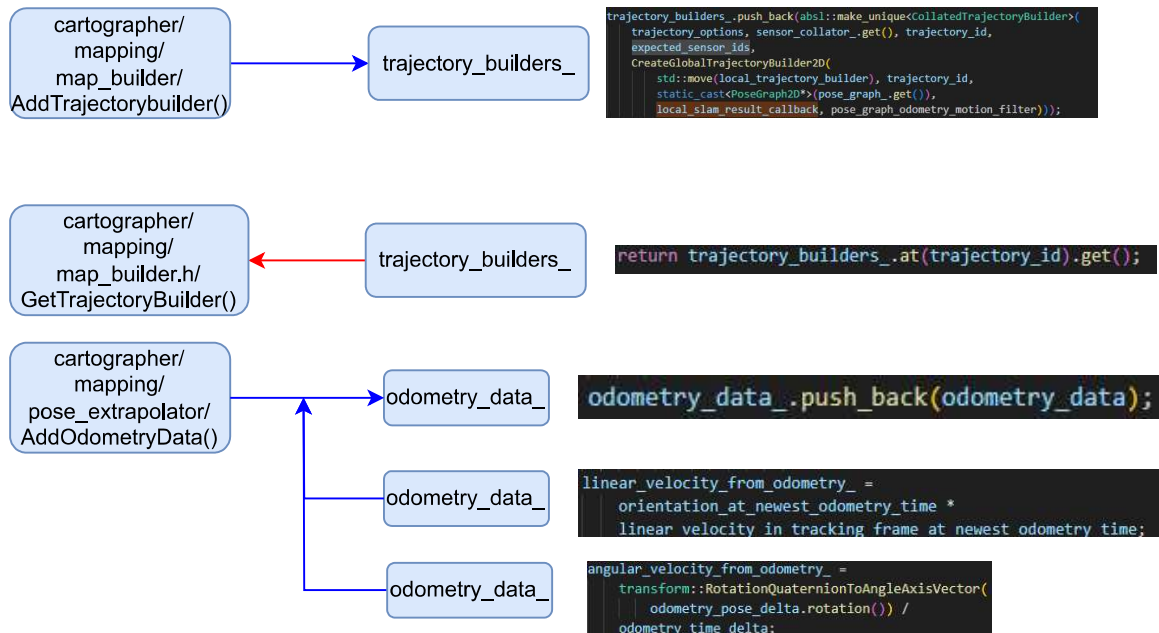 cartographer/
mapping/
map_builder/
AddTrajectorybuilder()
trajectory_builders_
trajectory_builders_.push_back(absl::make_unique<CollatedTrajectoryBuilder>(
trajectory_options, sensor_collator_.get(), trajectory_id,
expected_sensor_ids,
CreateGlobalTrajectoryBuilder2D(
std::move(local_trajectory_builder), trajectory_id,
static_cast<PoseGraph2D*>(pose_graph_.get()),
local_slam_result_callback, pose_graph_odometry_motion_filter)));
cartographer/
mapping/
map_builder.h/
GetTrajectoryBuilder()
trajectory_builders_
return trajectory_builders_.at(trajectory_id).get();
cartographer/
mapping/
pose_extrapolator/
AddOdometryData()
odometry_data_
odometry_data_.push_back(odometry_data);
odometry_data_
linear_velocity_from_odometry_ =
orientation_at_newest_odometry_time *
linear_velocity_in_tracking_frame_at_newest_odometry_time;
odometry_data_
angular_velocity_from_odometry_ =
transform::RotationQuaternionToAngleAxisVector(
odometry_pose_delta.rotation()) /
odometry_time_delta;